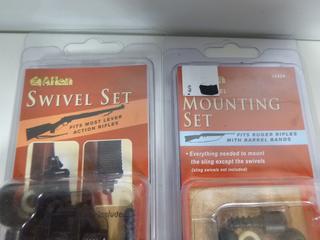 Allen
SWIVEL SET
FITS MOST LEVER
ACTION RIFLES
MOUNTING
SET
FITS RUGER RIFLES
WITH BARREL BANDS
• Everything needed to mount
the sling except the swivels
(sling swivels not included)